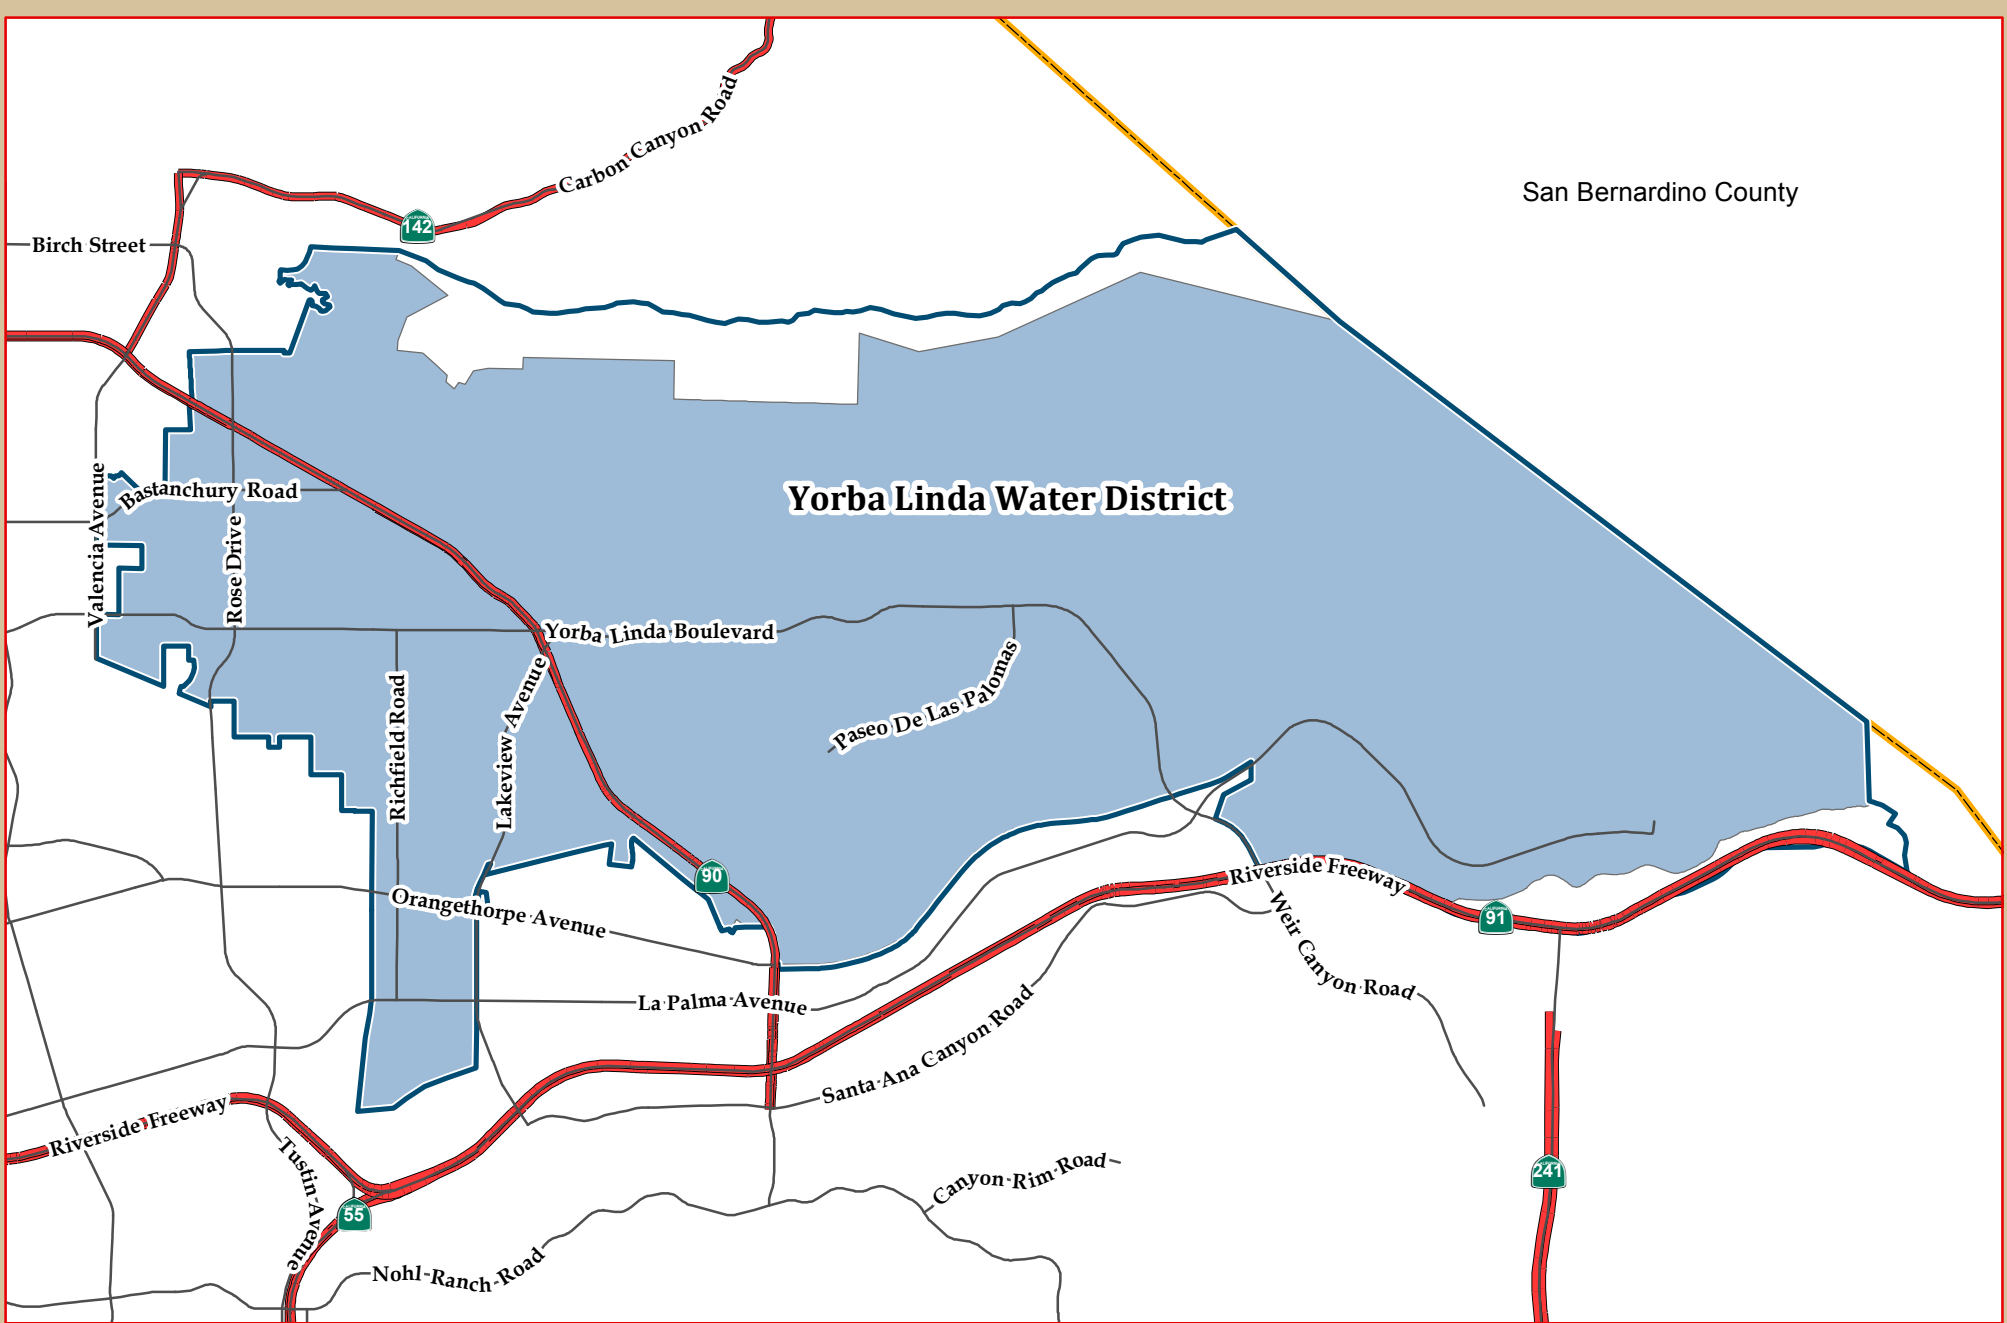 Carbon Canyon Road
San Bernardino County
142
Birch Street
Bastanchury Road
Yorba Linda Water District
Valencia Avenue
Rose Drive
Yorba Linda Boulevard
Paseo De Las Palomas
Richfield Road
Lakeview Avenue
90
Riverside Freeway
Orangethorpe Avenue
91
Weir Canyon Road
La Palma Avenue
Santa Ana Canyon Road
Riverside Freeway
Tustin Avenue
Canyon Rim Road
241
55
Nohl Ranch Road